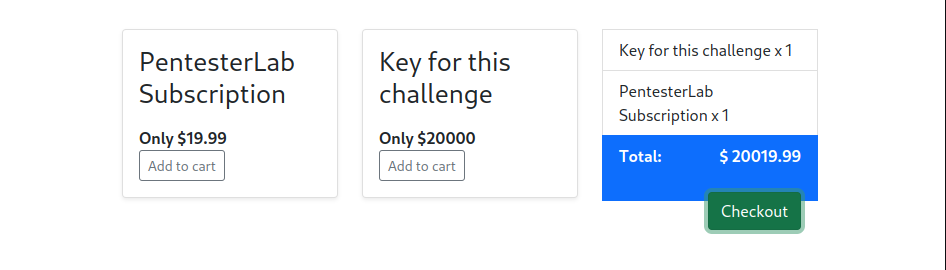 PentesterLab
Subscription
Only $19.99
Add to cart
Key for this
challenge
Only $20000
Add to cart
Key for this challenge x 1
PentesterLab
Subscription x 1
Total: $ 20019.99
Checkout